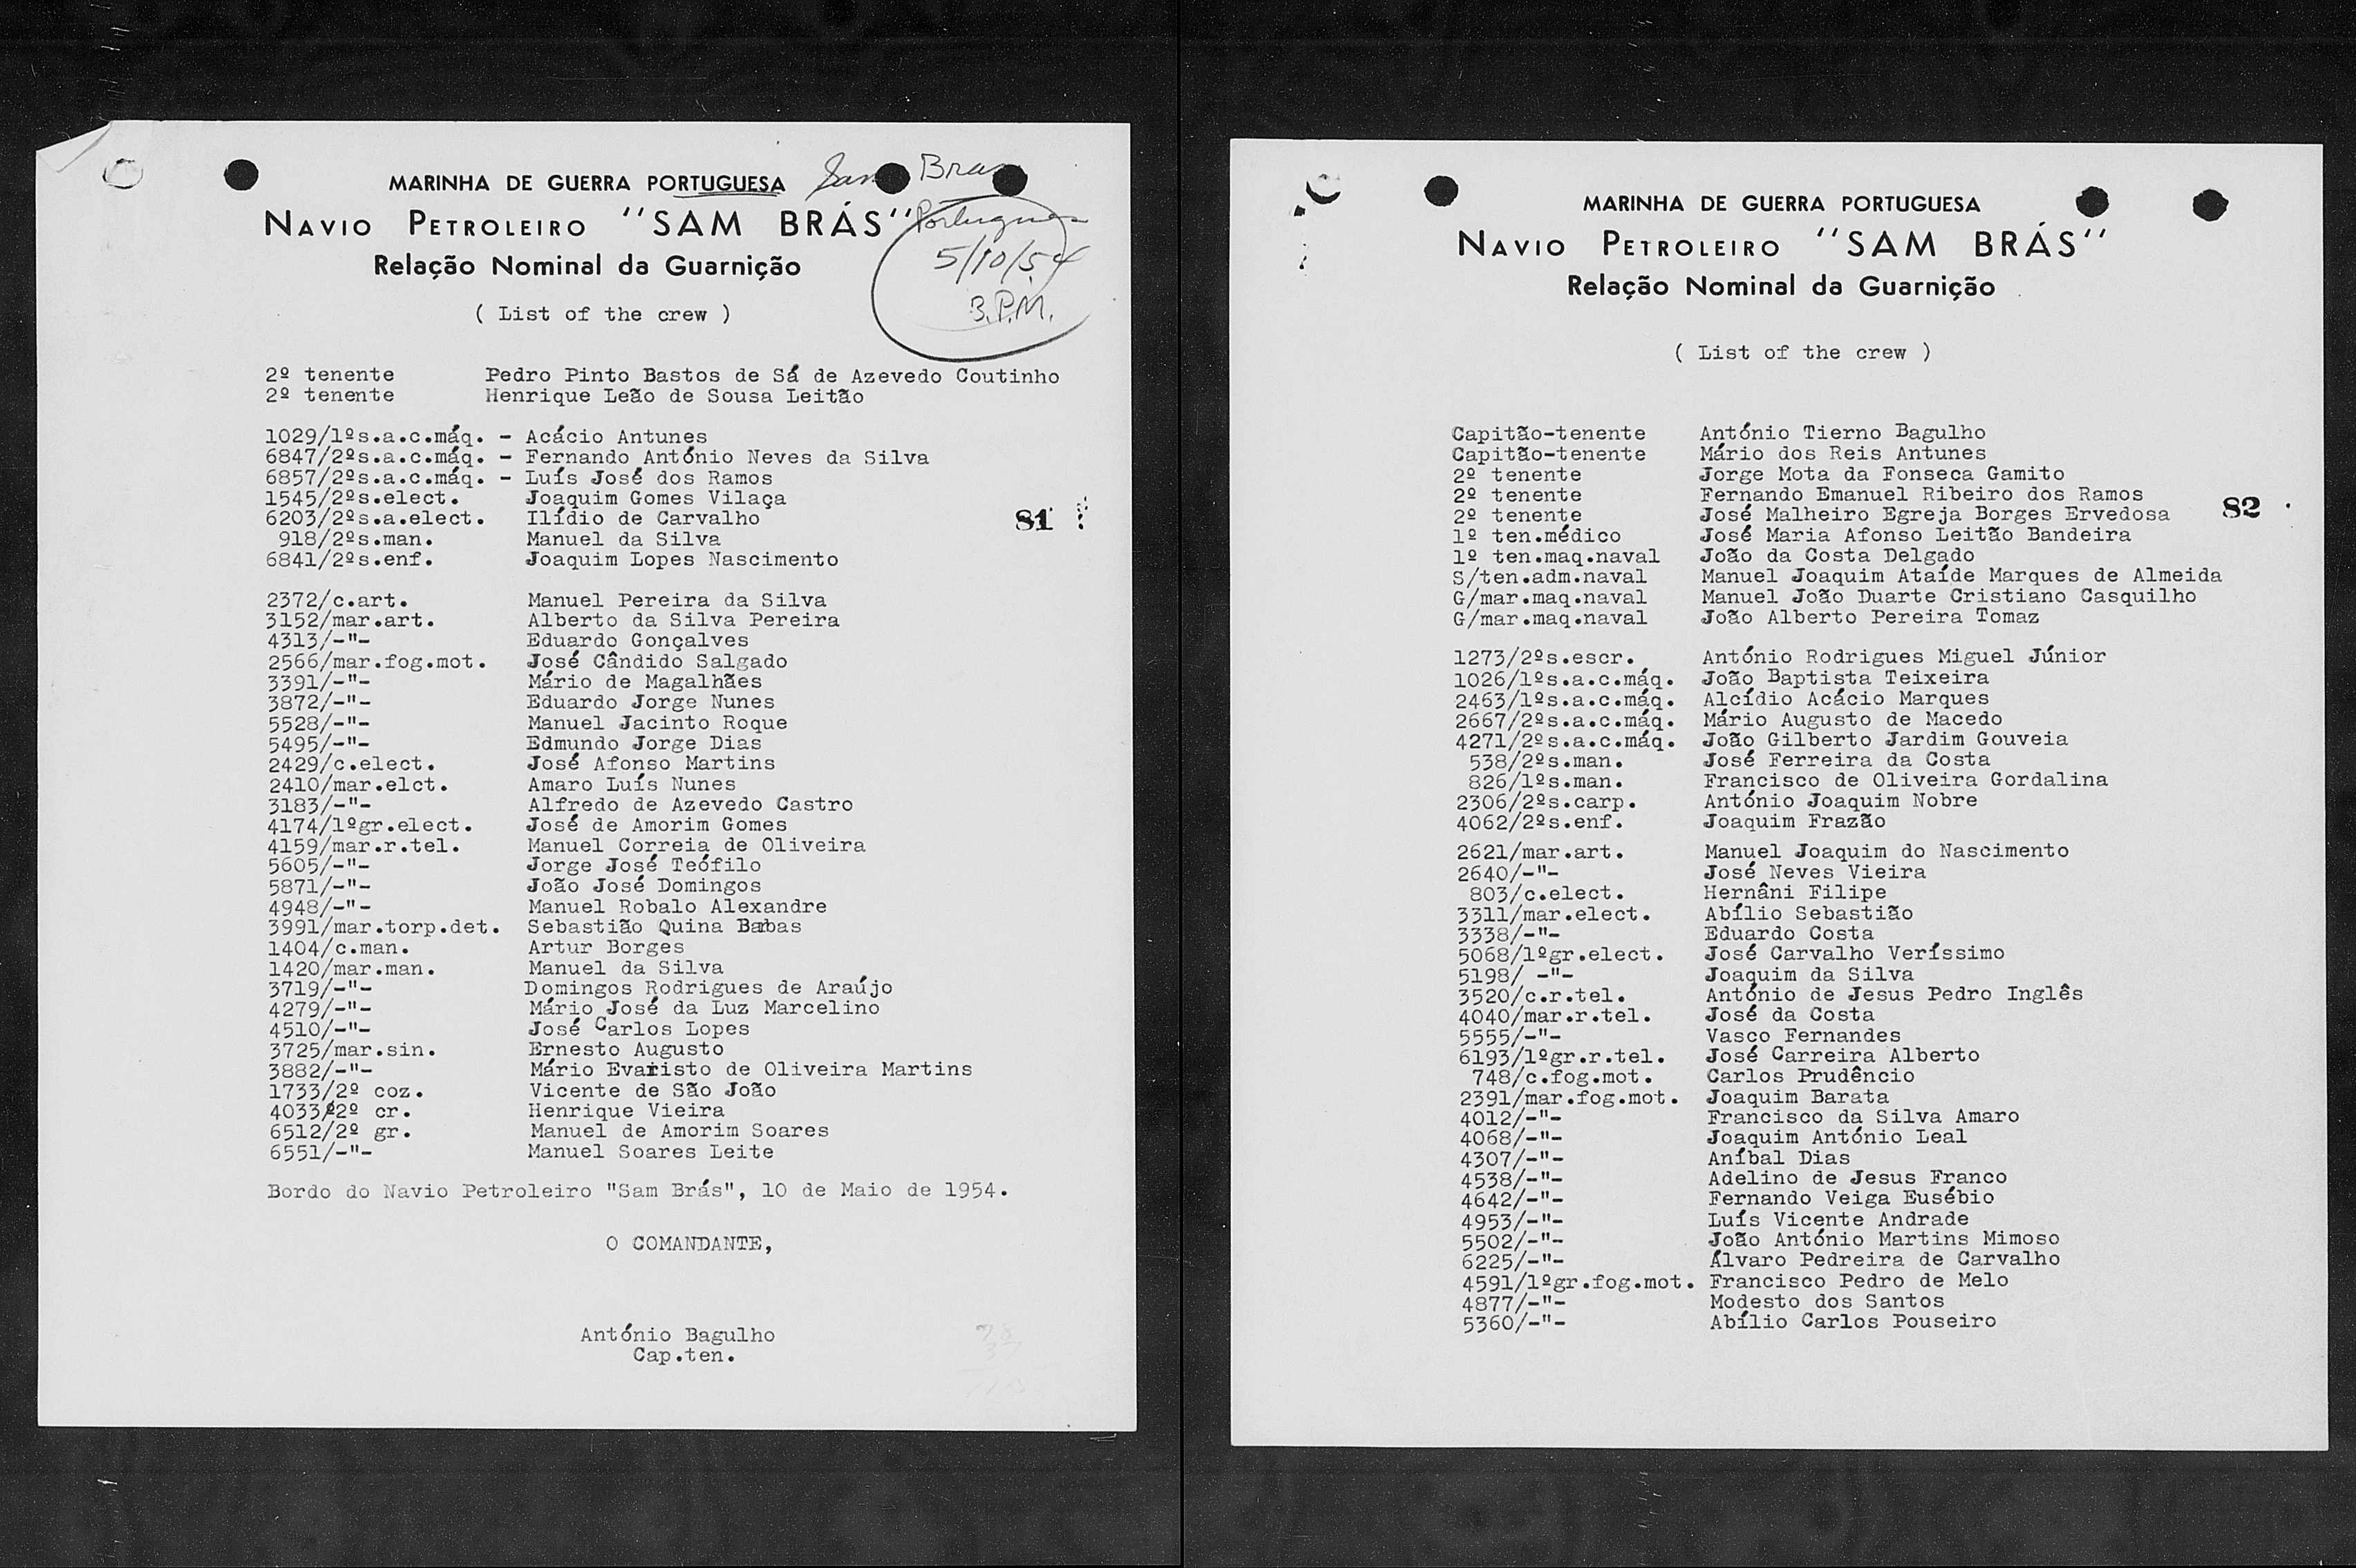 MARINHA DE GUERRA PORTUGUESA
Sam Bras
NAVIO PETROLEIRO "SAM BRÁS"
Portuguese
Relação Nominal da Guarnição
5/10/54
3.P.M.
( List of the crew )
2º tenente Pedro Pinto Bastos de Sá de Azevedo Coutinho
2º tenente Henrique Leão de Sousa Leitão
1029/1ºs.a.c.máq. - Acácio Antunes
6847/2ºs.a.c.máq. - Fernando António Neves da Silva
6857/2ºs.a.c.máq. - Luís José dos Ramos
1545/2ºs.elect. Joaquim Gomes Vilaça
6203/2ºs.a.elect. Ilídio de Carvalho
81
918/2ºs.man. Manuel da Silva
6841/2ºs.enf. Joaquim Lopes Nascimento
2372/c.art. Manuel Pereira da Silva
3152/mar.art. Alberto da Silva Pereira
4313/-"- Eduardo Gonçalves
2566/mar.fog.mot. José Cândido Salgado
3391/-"- Mário de Magalhães
3872/-"- Eduardo Jorge Nunes
5528/-"- Manuel Jacinto Roque
5495/-"- Edmundo Jorge Dias
2429/c.elect. José Afonso Martins
2410/mar.elct. Amaro Luís Nunes
3183/-"- Alfredo de Azevedo Castro
4174/1ºgr.elect. José de Amorim Gomes
4159/mar.r.tel. Manuel Correia de Oliveira
5605/-"- Jorge José Teófilo
5871/-"- João José Domingos
4948/-"- Manuel Robalo Alexandre
3991/mar.torp.det. Sebastião Quina Babas
1404/c.man. Artur Borges
1420/mar.man. Manuel da Silva
3719/-"- Domingos Rodrigues de Araújo
4279/-"- Mário José da Luz Marcelino
4510/-"- José Carlos Lopes
3725/mar.sin. Ernesto Augusto
3882/-"- Mário Evaristo de Oliveira Martins
1733/2º coz. Vicente de São João
4033/2º cr. Henrique Vieira
6512/2º gr. Manuel de Amorim Soares
6551/-"- Manuel Soares Leite
Bordo do Navio Petroleiro "Sam Brás", 10 de Maio de 1954.
O COMANDANTE,
António Bagulho
Cap.ten.
MARINHA DE GUERRA PORTUGUESA
NAVIO PETROLEIRO "SAM BRÁS"
Relação Nominal da Guarnição
( List of the crew )
Capitão-tenente António Tierno Bagulho
Capitão-tenente Mário dos Reis Antunes
2º tenente Jorge Mota da Fonseca Gamito
2º tenente Fernando Emanuel Ribeiro dos Ramos
2º tenente José Malheiro Egreja Borges Ervedosa
82
1º ten.médico José Maria Afonso Leitão Bandeira
1º ten.maq.naval João da Costa Delgado
S/ten.adm.naval Manuel Joaquim Ataíde Marques de Almeida
G/mar.maq.naval Manuel João Duarte Cristiano Casquilho
G/mar.maq.naval João Alberto Pereira Tomaz
1273/2ºs.escr. António Rodrigues Miguel Júnior
1026/1ºs.a.c.máq. João Baptista Teixeira
2463/1ºs.a.c.máq. Alcídio Acácio Marques
2667/2ºs.a.c.máq. Mário Augusto de Macedo
4271/2ºs.a.c.máq. João Gilberto Jardim Gouveia
538/2ºs.man. José Ferreira da Costa
826/1ºs.man. Francisco de Oliveira Gordalina
2306/2ºs.carp. António Joaquim Nobre
4062/2ºs.enf. Joaquim Frazão
2621/mar.art. Manuel Joaquim do Nascimento
2640/-"- José Neves Vieira
803/c.elect. Hernâni Filipe
3311/mar.elect. Abílio Sebastião
3338/-"- Eduardo Costa
5068/1ºgr.elect. José Carvalho Veríssimo
5198/ -"- Joaquim da Silva
3520/c.r.tel. António de Jesus Pedro Inglês
4040/mar.r.tel. José da Costa
5555/-"- Vasco Fernandes
6193/1ºgr.r.tel. José Carreira Alberto
748/c.fog.mot. Carlos Prudêncio
2391/mar.fog.mot. Joaquim Barata
4012/-"- Francisco da Silva Amaro
4068/-"- Joaquim António Leal
4307/-"- Aníbal Dias
4538/-"- Adelino de Jesus Franco
4642/-"- Fernando Veiga Eusébio
4953/-"- Luís Vicente Andrade
5502/-"- João António Martins Mimoso
6225/-"- Álvaro Pedreira de Carvalho
4591/1ºgr.fog.mot. Francisco Pedro de Melo
4877/-"- Modesto dos Santos
5360/-"- Abílio Carlos Pouseiro